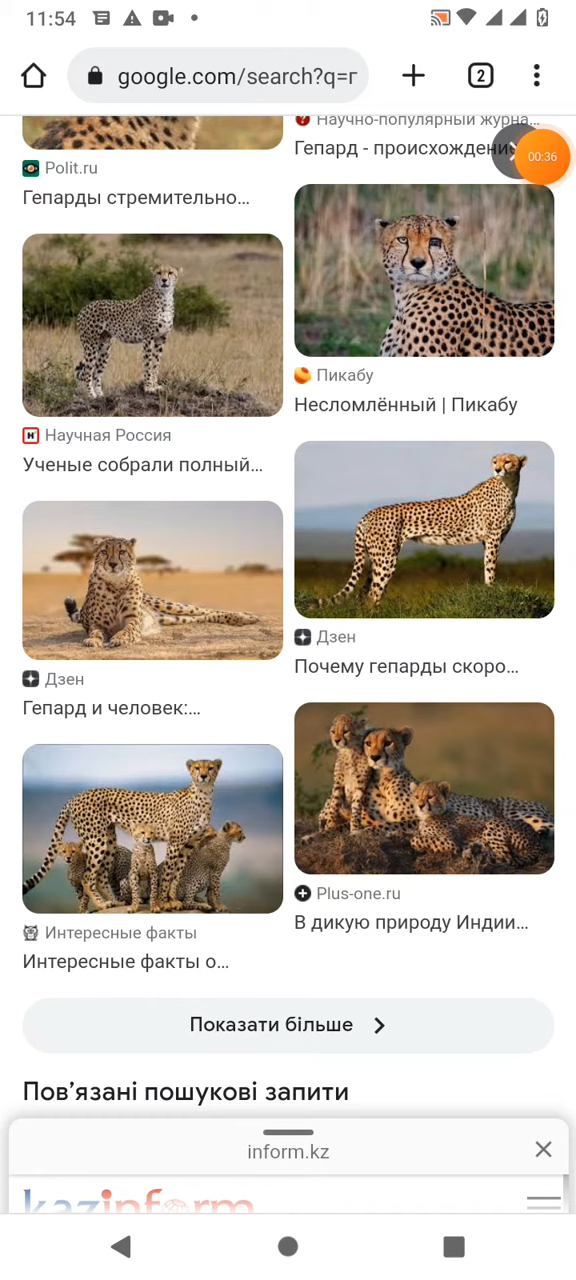 11:54
google.com/search?q=г
2
00:36
Научно-популярный журна...
Гепард - происхождени
Polit.ru
Гепарды стремительно...
Пикабу
Несломлённый | Пикабу
Научная Россия
Ученые собрали полный...
Дзен
Почему гепарды скоро...
Дзен
Гепард и человек:...
Plus-one.ru
В дикую природу Индии...
Интересные факты
Интересные факты о...
Показати більше
Пов’язані пошукові запити
inform.kz
kazinform